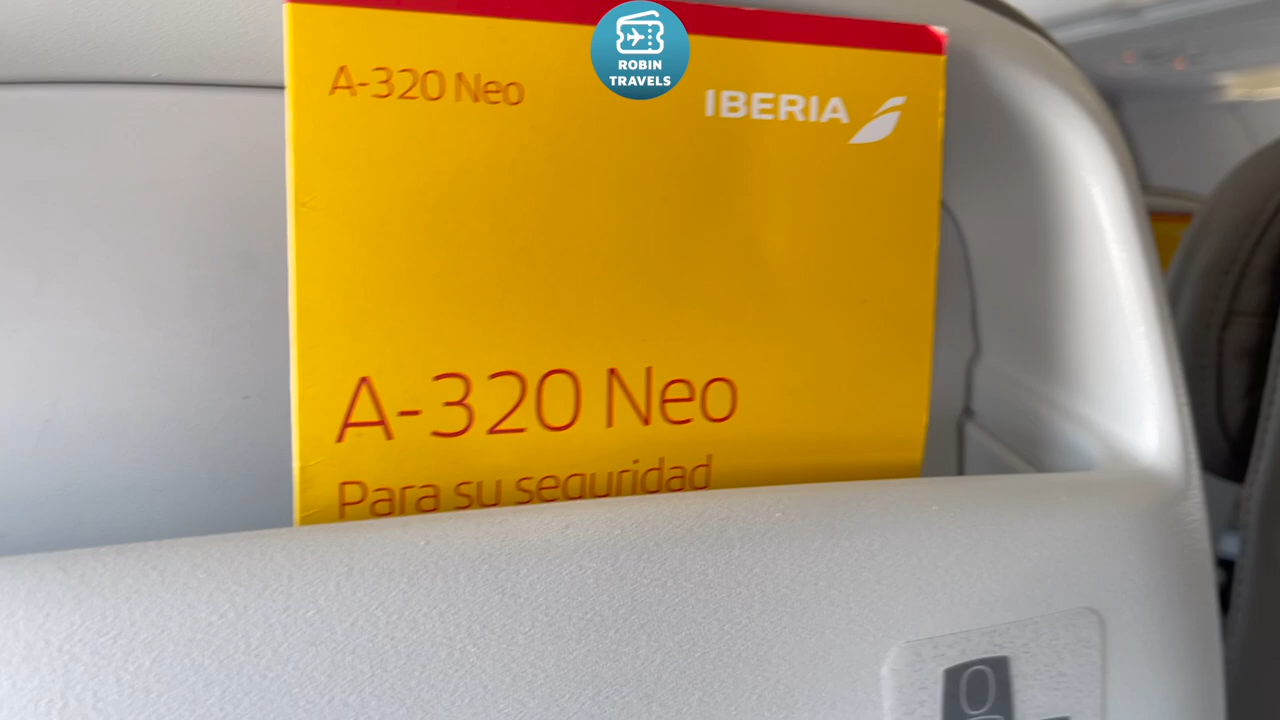 ROBIN
TRAVELS
A-320 Neo
IBERIA
A-320 Neo
Para su seguridad